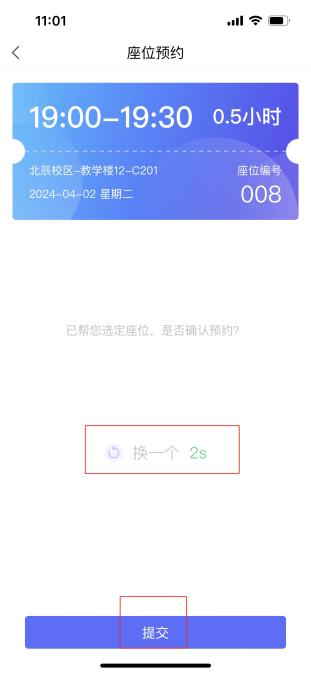 11:01
座位预约
19:00-19:30 0.5小时
北辰校区-教学楼12-C201 座位编号
2024-04-02 星期二 008
已帮您选定座位，是否确认预约？
换一个 2s
提交